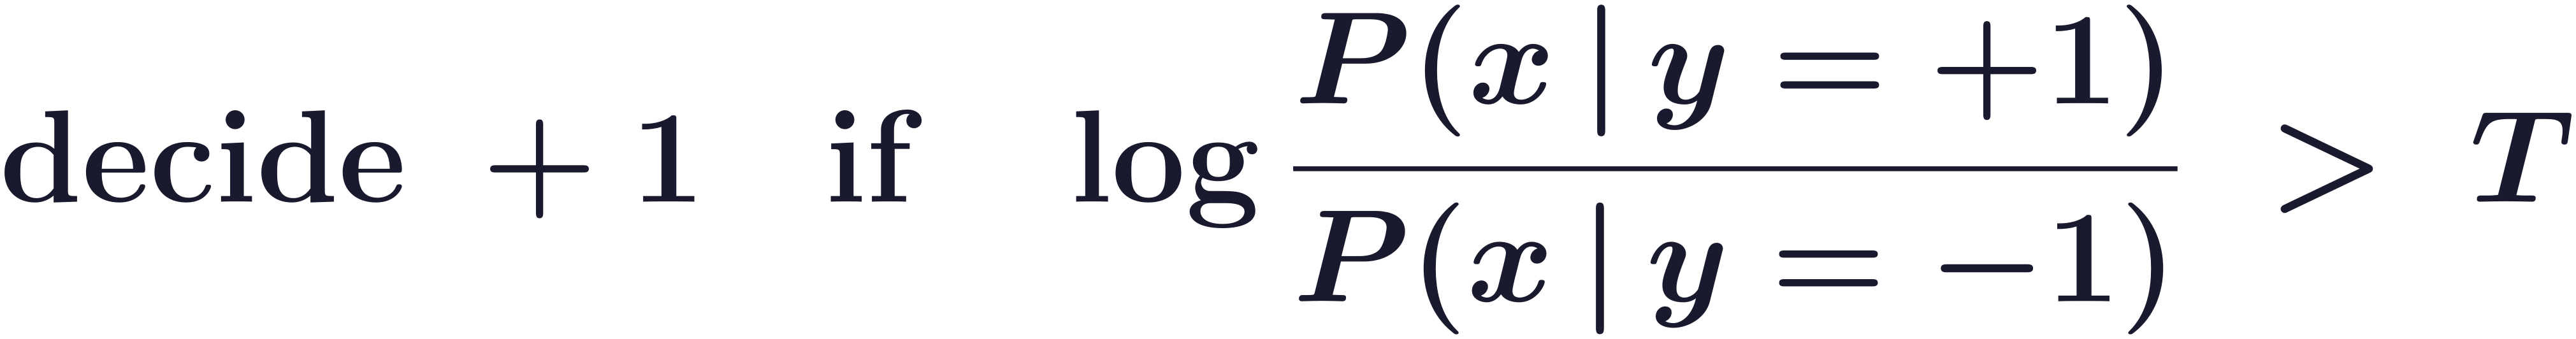 decide +1 if log P(x | y = +1) / P(x | y = −1) > T